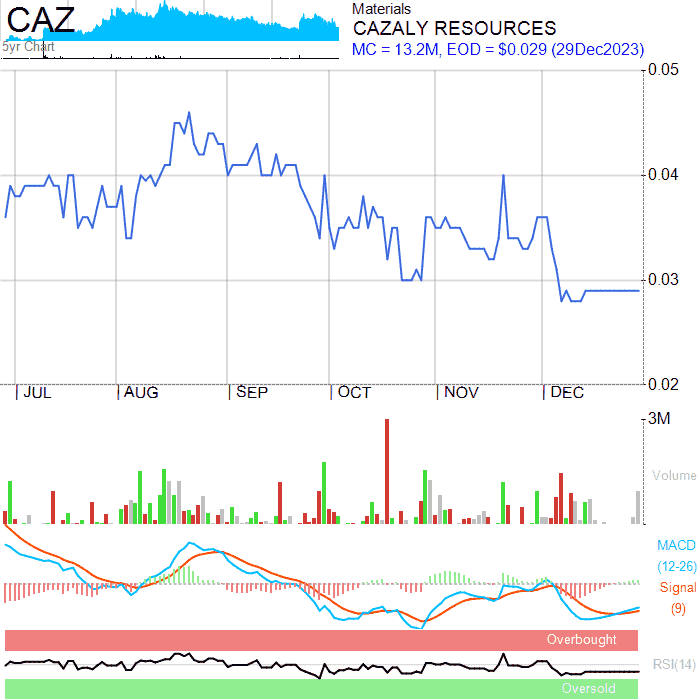 CAZ
5yr Chart
Materials
CAZALY RESOURCES
MC = 13.2M, EOD = $0.029 (29Dec2023)
0.05
0.04
0.03
0.02
JUL AUG SEP OCT NOV DEC
3M
Volume
MACD
(12-26)
Signal
(9)
Overbought
RSI(14)
Oversold